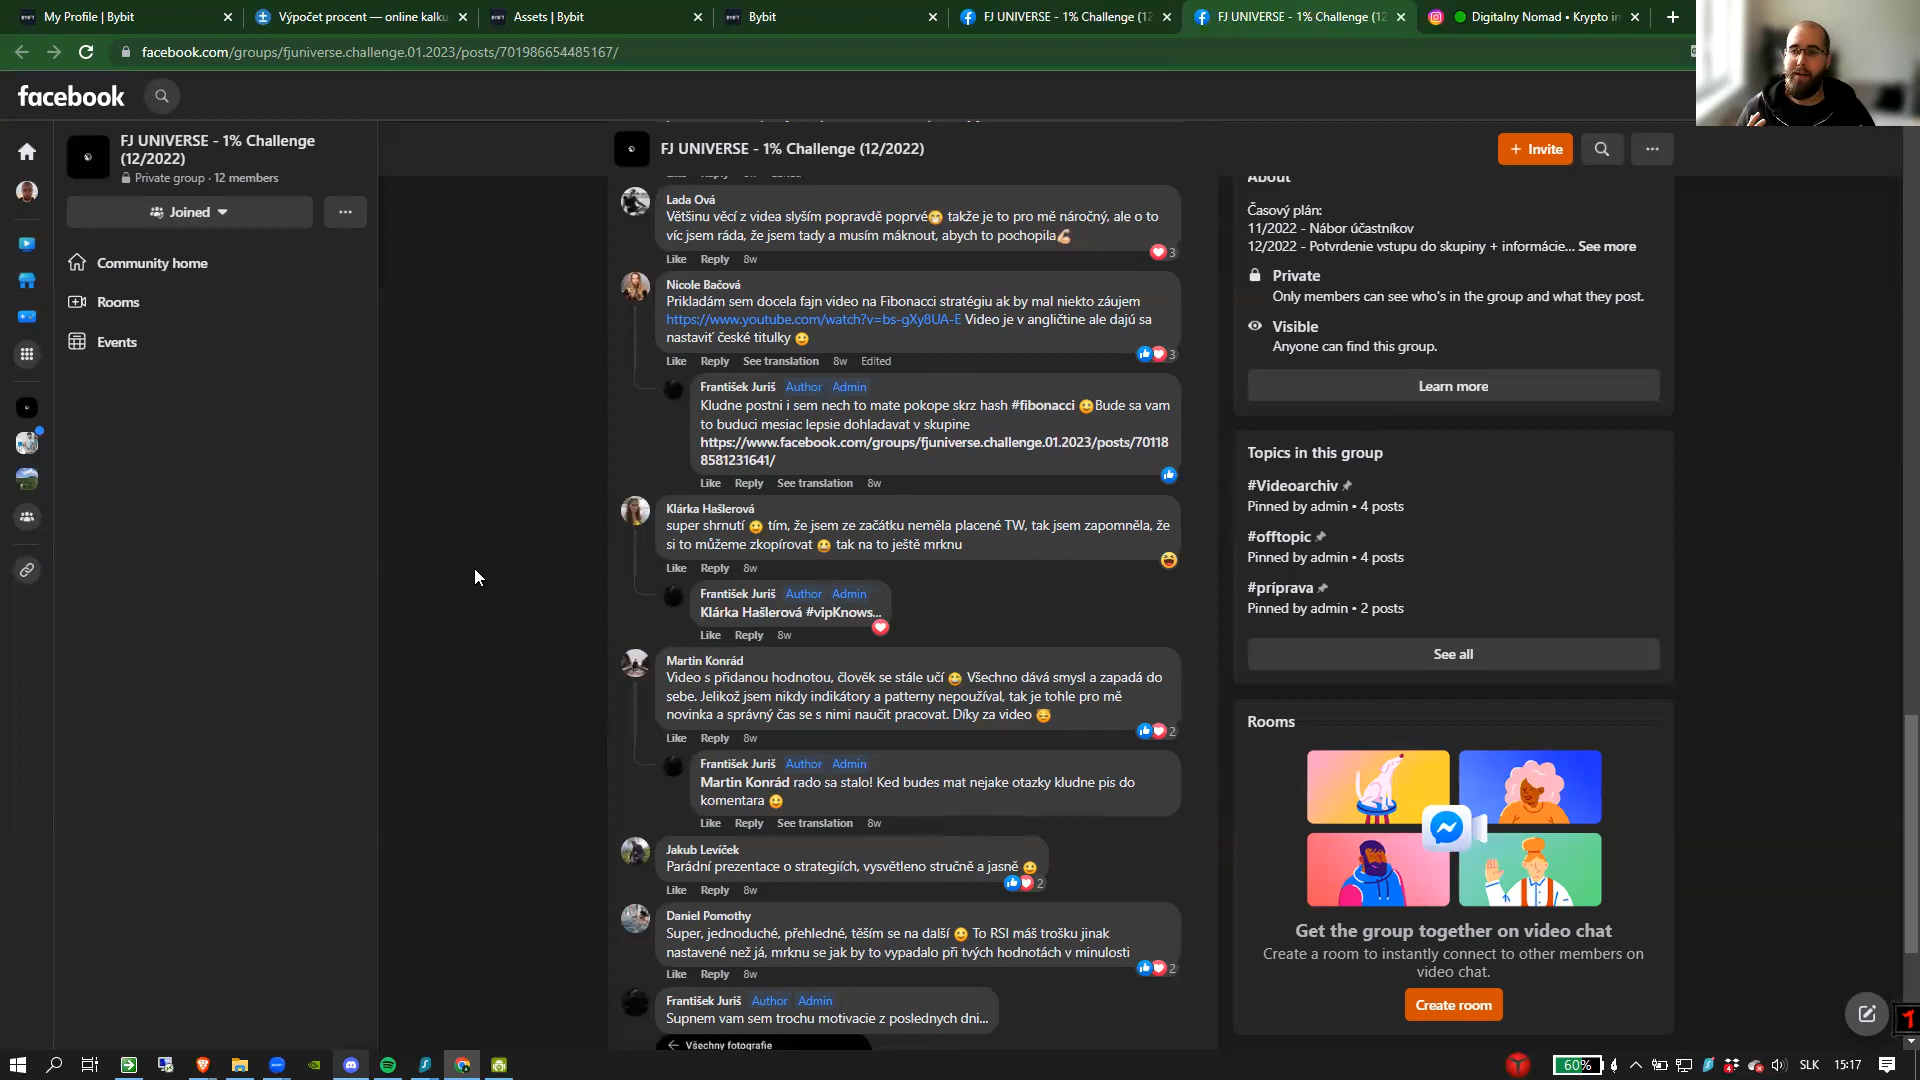 My Profile | Bybit
Výpočet procent — online kalku
Assets | Bybit
Bybit
FJ UNIVERSE - 1% Challenge (12
FJ UNIVERSE - 1% Challenge (12
Digitalny Nomad • Krypto in
facebook.com/groups/fjuniverse.challenge.01.2023/posts/701986654485167/
facebook
FJ UNIVERSE - 1% Challenge
(12/2022)
Private group · 12 members
Joined
Community home
Rooms
Events
FJ UNIVERSE - 1% Challenge (12/2022)
Invite
Lada Ová
Většinu věcí z videa slyším popravdě poprvé😁 takže je to pro mě náročný, ale o to
víc jsem ráda, že jsem tady a musím máknout, abych to pochopila💪
3
Like Reply 8w
Nicole Bačová
Prikladám sem docela fajn video na Fibonacci stratégiu ak by mal niekto záujem
https://www.youtube.com/watch?v=bs-gXy8UA-E Video je v angličtine ale dajú sa
nastaviť české titulky 🙂
3
Like Reply See translation 8w Edited
František Juriš Author Admin
Kludne postni i sem nech to mate pokope skrz hash #fibonacci 😉Bude sa vam
to buduci mesiac lepsie dohladavat v skupine
https://www.facebook.com/groups/fjuniverse.challenge.01.2023/posts/70118
8581231641/
Like Reply See translation 8w
Klárka Hašlerová
super shrnutí 🙂 tím, že jsem ze začátku neměla placené TW, tak jsem zapomněla, že
si to můžeme zkopírovat 😀 tak na to ještě mrknu
Like Reply 8w
František Juriš Author Admin
Klárka Hašlerová #vipKnows...
Like Reply 8w
Martin Konrád
Video s přidanou hodnotou, člověk se stále učí 😀 Všechno dává smysl a zapadá do
sebe. Jelikož jsem nikdy indikátory a patterny nepoužíval, tak je tohle pro mě
novinka a správný čas se s nimi naučit pracovat. Díky za video 😇
2
Like Reply 8w
František Juriš Author Admin
Martin Konrád rado sa stalo! Ked budes mat nejake otazky kludne pis do
komentara 🙂
Like Reply See translation 8w
Jakub Levíček
Parádní prezentace o strategiích, vysvětleno stručně a jasně 🙂
2
Like Reply 8w
Daniel Pomothy
Super, jednoduché, přehledné, těším se na další 🙂 To RSI máš trošku jinak
nastavené než já, mrknu se jak by to vypadalo při tvých hodnotách v minulosti
2
Like Reply 8w
František Juriš Author Admin
Supnem vam sem trochu motivacie z poslednych dni...
Všechny fotografie
About
Časový plán:
11/2022 - Nábor účastníkov
12/2022 - Potvrdenie vstupu do skupiny + informácie... See more
Private
Only members can see who's in the group and what they post.
Visible
Anyone can find this group.
Learn more
Topics in this group
#Videoarchiv
Pinned by admin • 4 posts
#offtopic
Pinned by admin • 4 posts
#príprava
Pinned by admin • 2 posts
See all
Rooms
Get the group together on video chat
Create a room to instantly connect to other members on
video chat.
Create room
60%
SLK
15:17